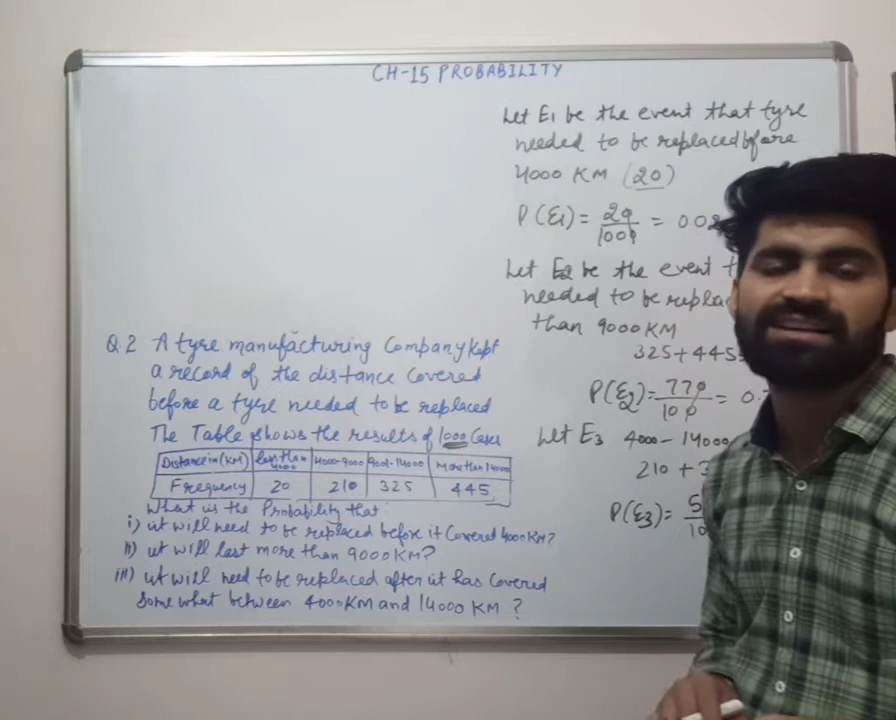 CH-15 PROBABILITY
Let E1 be the event that tyre
needed to be replaced before
4000 KM (20)
P(E1) = 20/1000 = 0.02
Let E2 be the event
needed to be
than 9000 KM
325+445
P(E2) = 770/100 = 0.
Let E3 4000-14000
210 + 3
P(E3) = 5/10
Q.2 A tyre manufacturing Company kept
a record of the distance covered
before a tyre needed to be replaced
The Table shows the results of 1000 Cases
Distance in (KM) less than 4000 4000-9000 9001-14000 More than 14000
Frequency 20 210 325 445
What is the Probability that
i) it will need to be replaced before it Covered 4000 KM?
ii) it will last more than 9000 KM?
iii) it will need to be replaced after it has covered
Some what between 4000 KM and 14000 KM ?